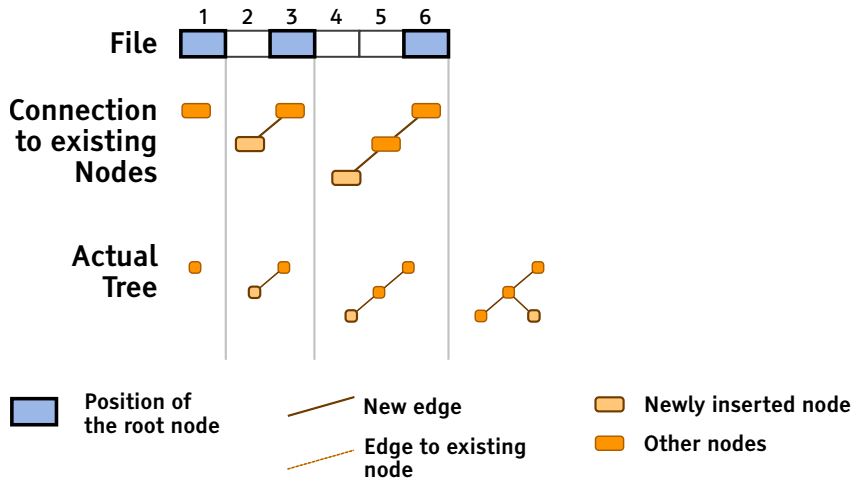 1 2 3 4 5 6
File
Connection
to existing
Nodes
Actual
Tree
Position of
the root node
New edge
Edge to existing
node
Newly inserted node
Other nodes